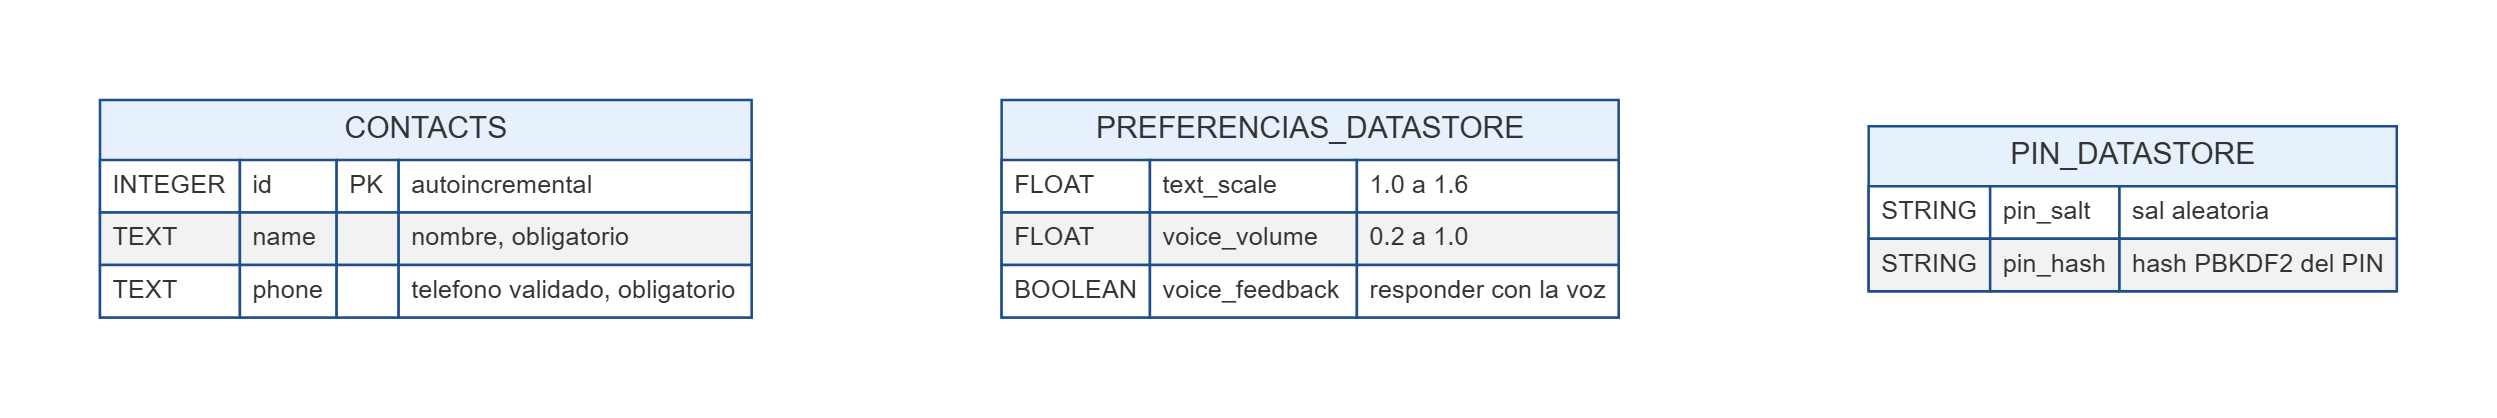 CONTACTS
INTEGER id PK autoincremental
TEXT name nombre, obligatorio
TEXT phone telefono validado, obligatorio
PREFERENCIAS_DATASTORE
FLOAT text_scale 1.0 a 1.6
FLOAT voice_volume 0.2 a 1.0
BOOLEAN voice_feedback responder con la voz
PIN_DATASTORE
STRING pin_salt sal aleatoria
STRING pin_hash hash PBKDF2 del PIN